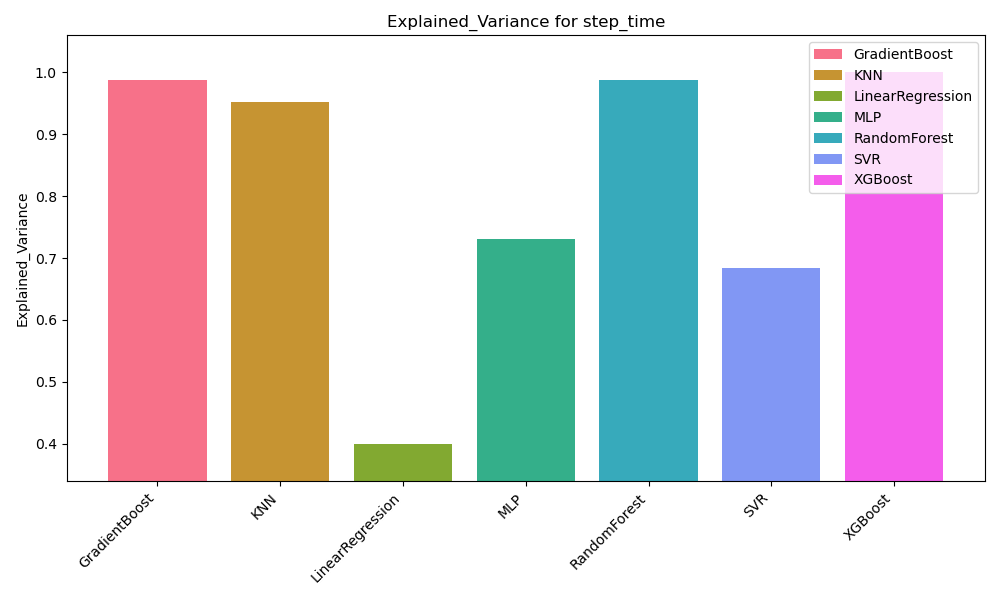 Explained_Variance for step_time
Explained_Variance
1.0
0.9
0.8
0.7
0.6
0.5
0.4
GradientBoost
KNN
LinearRegression
MLP
RandomForest
SVR
XGBoost
GradientBoost
KNN
LinearRegression
MLP
RandomForest
SVR
XGBoost